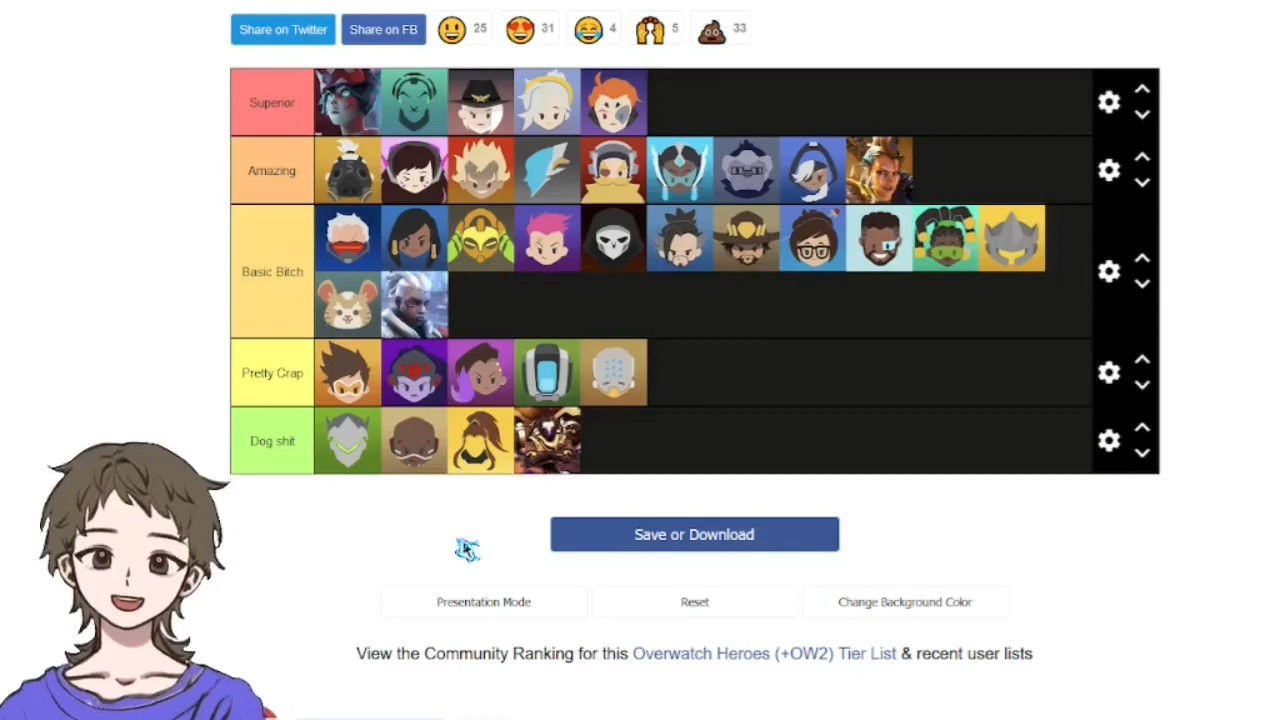 Share on Twitter Share on FB 25 31 4 5 33
Superior
Amazing
Basic Bitch
Pretty Crap
Dog shit
Save or Download
Presentation Mode Reset Change Background Color
View the Community Ranking for this Overwatch Heroes (+OW2) Tier List & recent user lists